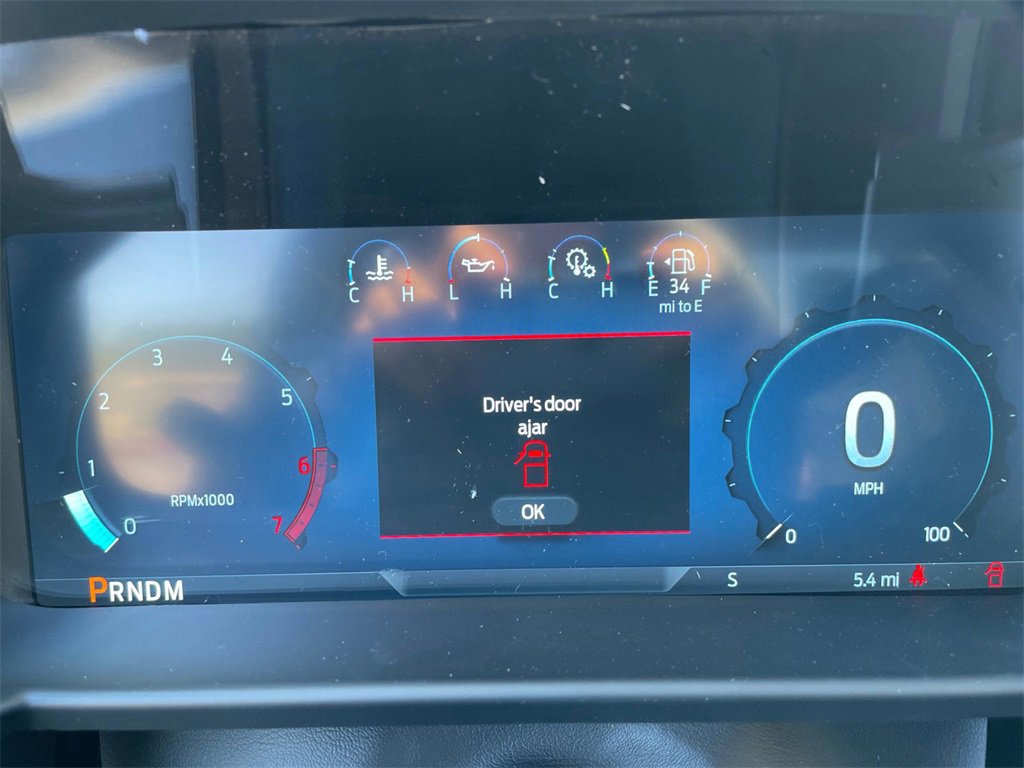 C H L H C H E 34 F
mi to E
3 4
2 5
1 6
0 7
RPMx1000
Driver's door
ajar
OK
0
MPH
0 100
PRNDM
S 5.4 mi